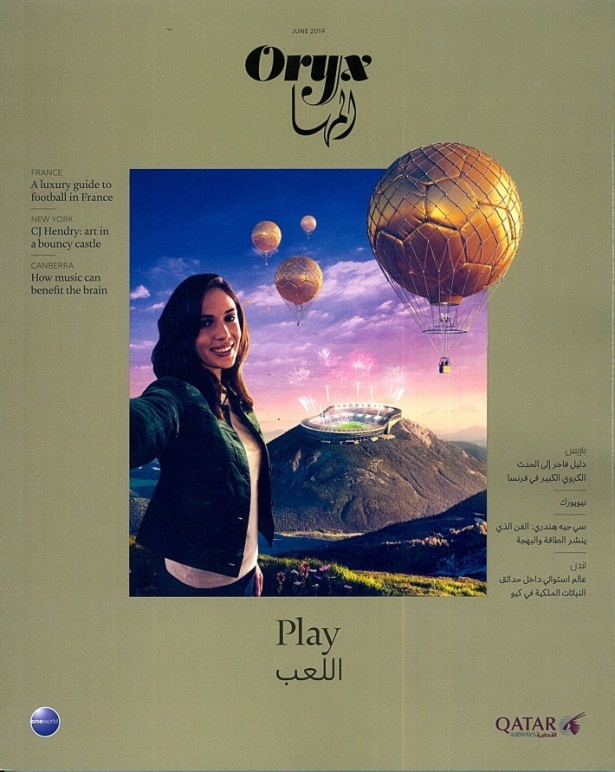 JUNE 2019
Oryx
المها
FRANCE
A luxury guide to
football in France
NEW YORK
CJ Hendry: art in
a bouncy castle
CANBERRA
How music can
benefit the brain
باريس
دليل فاخر إلى الحدث
الكروي الكبير في فرنسا
نيويورك
سي جيه هندري: الفن الذي
ينشر الطاقة والبهجة
لندن
عالم استوائي داخل حدائق
النباتات الملكية في كيو
Play
اللعب
oneworld
QATAR
AIRWAYS القطرية